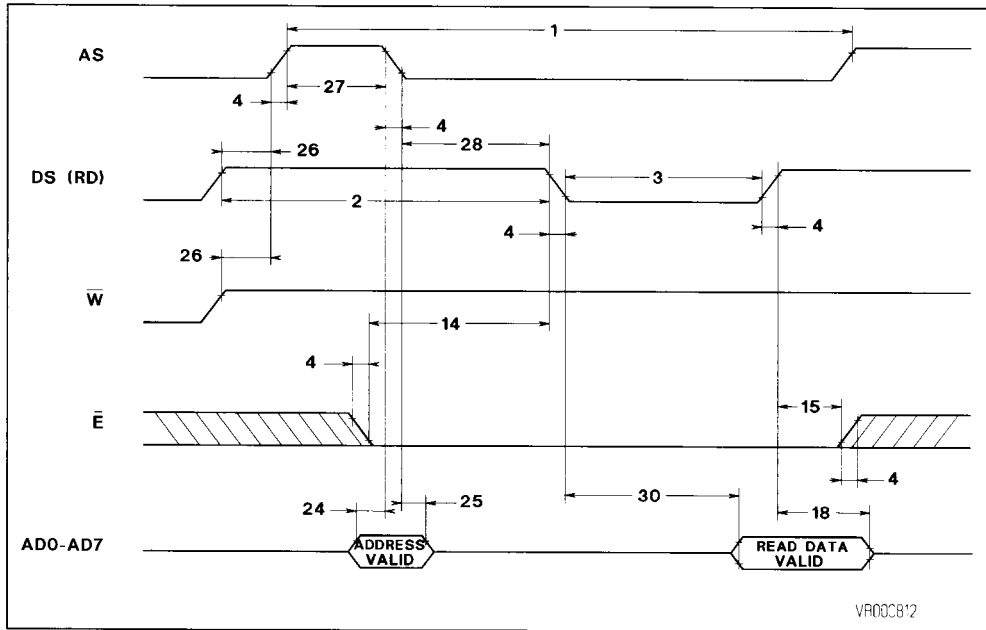 1
AS
27
4
4
28
26
DS (RD)
3
2
4
4
26
W̅
14
4
15
E̅
4
24
25
30
18
AD0-AD7
ADDRESS
VALID
READ DATA
VALID
VR000812